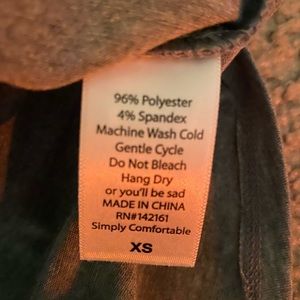 96% Polyester
4% Spandex
Machine Wash Cold
Gentle Cycle
Do Not Bleach
Hang Dry
or you'll be sad
MADE IN CHINA
RN#142161
Simply Comfortable
XS